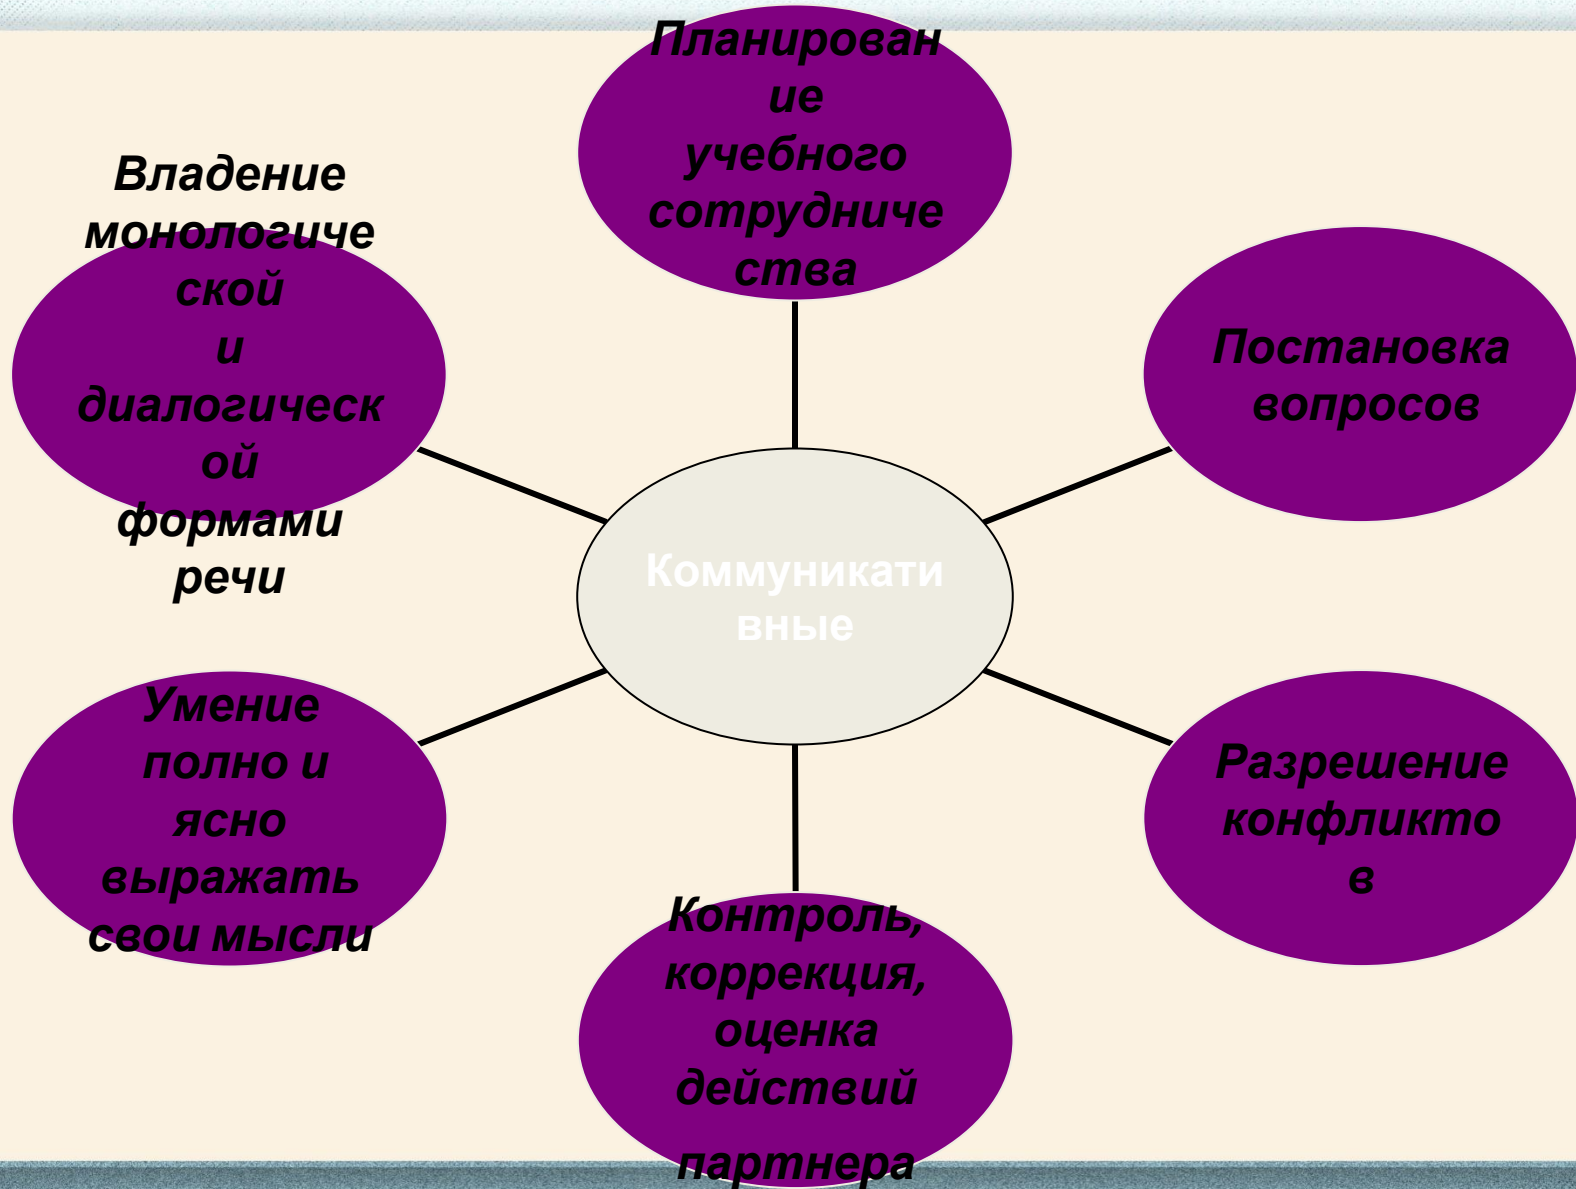 Планирован
ие
учебного
сотрудниче
ства
Владение
монологиче
ской
и
диалогическ
ой
формами
речи
Постановка
вопросов
Коммуникати
вные
Умение
полно и
ясно
выражать
свои мысли
Разрешение
конфликто
в
Контроль,
коррекция,
оценка
действий
партнера